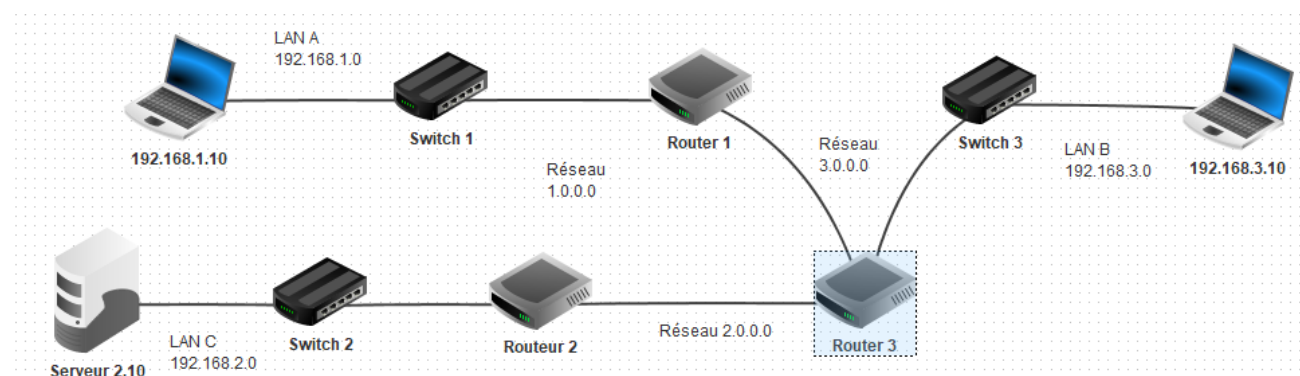 LAN A
192.168.1.0
192.168.1.10
Switch 1
Router 1
Réseau
1.0.0.0
Réseau
3.0.0.0
Switch 3
LAN B
192.168.3.0
192.168.3.10
Serveur 2.10
LAN C
192.168.2.0
Switch 2
Routeur 2
Réseau 2.0.0.0
Router 3